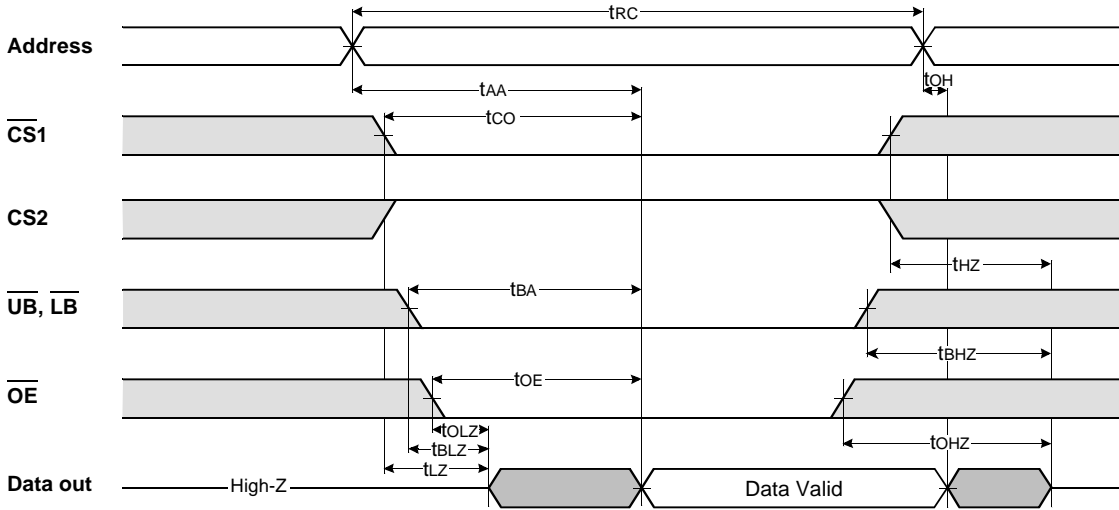 tRC
Address
tOH
tAA
CS1
tCO
CS2
tHZ
UB, LB
tBA
tBHZ
OE
tOE
tOLZ
tBLZ
tOHZ
tLZ
Data out
High-Z
Data Valid